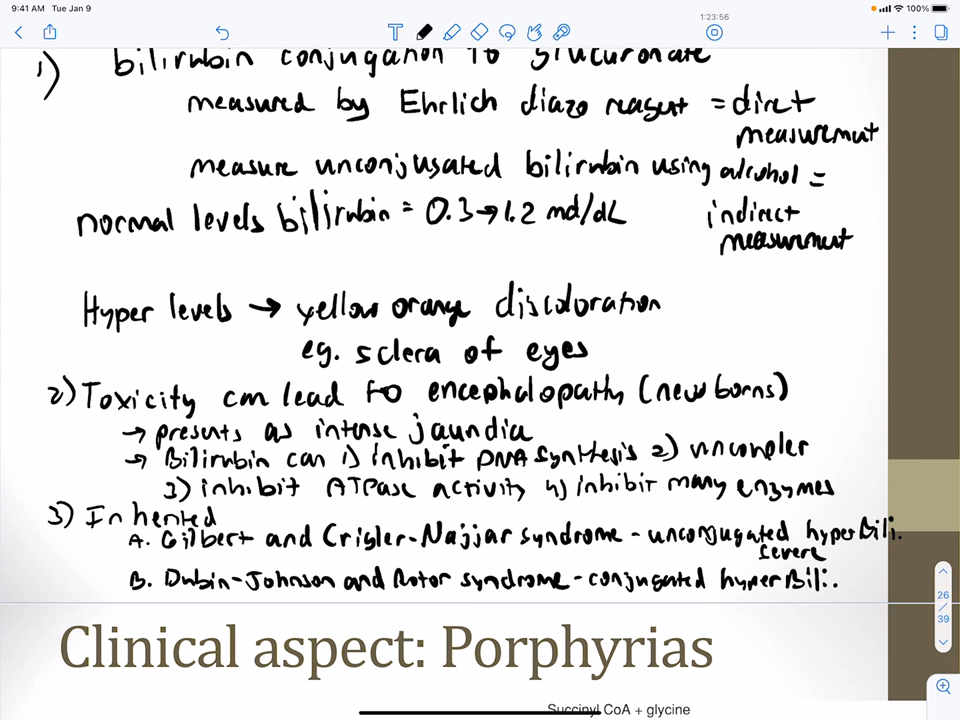 9:41 AM Tue Jan 9
100%
1:23:56
1) bilirubin conjugation to glucuronate
measured by Ehrlich diazo reagent = direct
measurement
measure unconjugated bilirubin using alcohol =
indirect
measurement
normal levels bilirubin = 0.3 → 1.2 md/dL
Hyper levels → yellow orange discoloration
eg. sclera of eyes
2) Toxicity can lead to encephalopathy (newborns)
→ presents as intense jaundia
→ Bilirubin can 1) inhibit DNA synthesis 2) uncoupler
3) inhibit ATPase activity 4) inhibit many enzymes
3) Inherited
A. Gilbert and Crigler-Najjar syndrome - unconjugated hyperBili.
severe
B. Dubin-Johnson and Rotor syndrome - conjugated hyperBili.
26
/
39
Clinical aspect: Porphyrias
Succinyl CoA + glycine